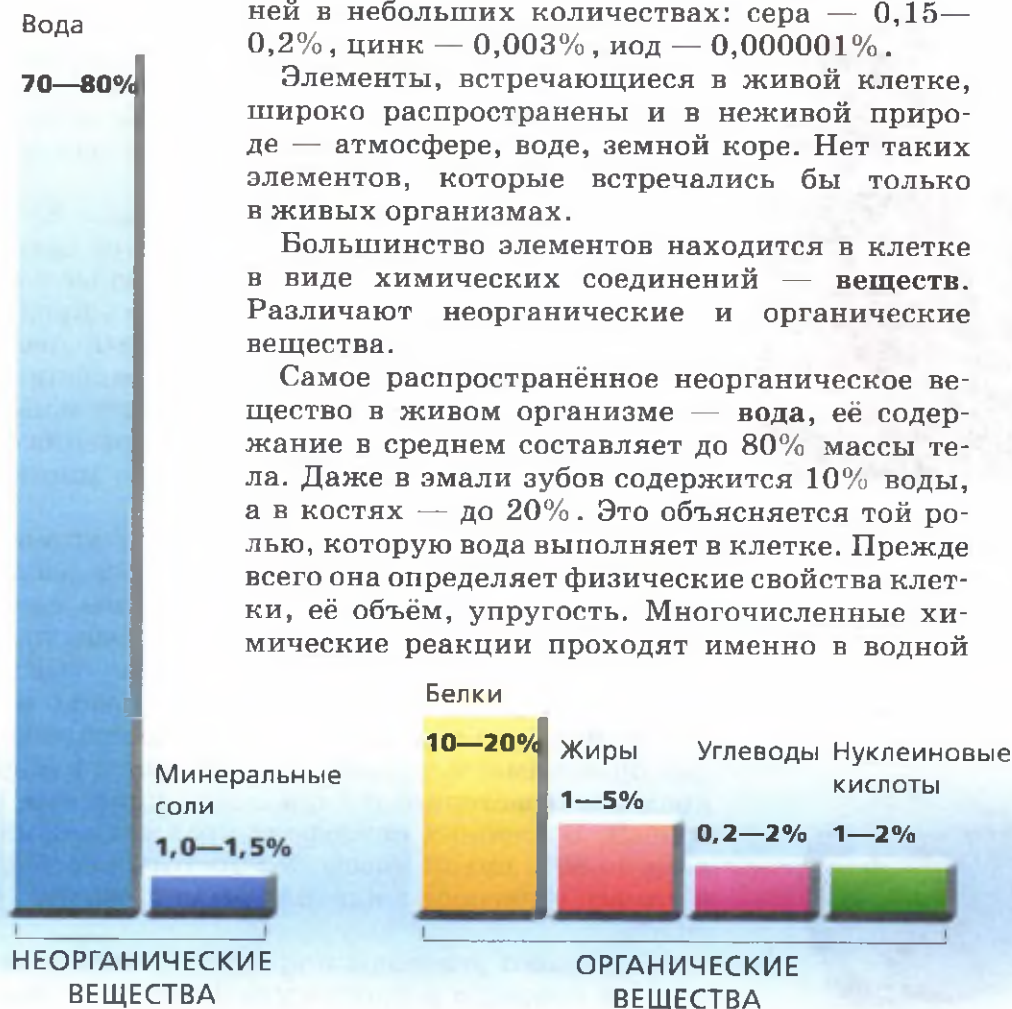 ней в небольших количествах: сера — 0,15—
0,2%, цинк — 0,003%, иод — 0,000001%.
Элементы, встречающиеся в живой клетке,
широко распространены и в неживой приро-
де — атмосфере, воде, земной коре. Нет таких
элементов, которые встречались бы только
в живых организмах.
Большинство элементов находится в клетке
в виде химических соединений — веществ.
Различают неорганические и органические
вещества.
Самое распространённое неорганическое ве-
щество в живом организме — вода, её содер-
жание в среднем составляет до 80% массы те-
ла. Даже в эмали зубов содержится 10% воды,
а в костях — до 20%. Это объясняется той ро-
лью, которую вода выполняет в клетке. Прежде
всего она определяет физические свойства клет-
ки, её объём, упругость. Многочисленные хи-
мические реакции проходят именно в водной
Вода
70—80%
Минеральные
соли
1,0—1,5%
НЕОРГАНИЧЕСКИЕ
ВЕЩЕСТВА
Белки
10—20%
Жиры
1—5%
Углеводы
0,2—2%
Нуклеиновые
кислоты
1—2%
ОРГАНИЧЕСКИЕ
ВЕЩЕСТВА